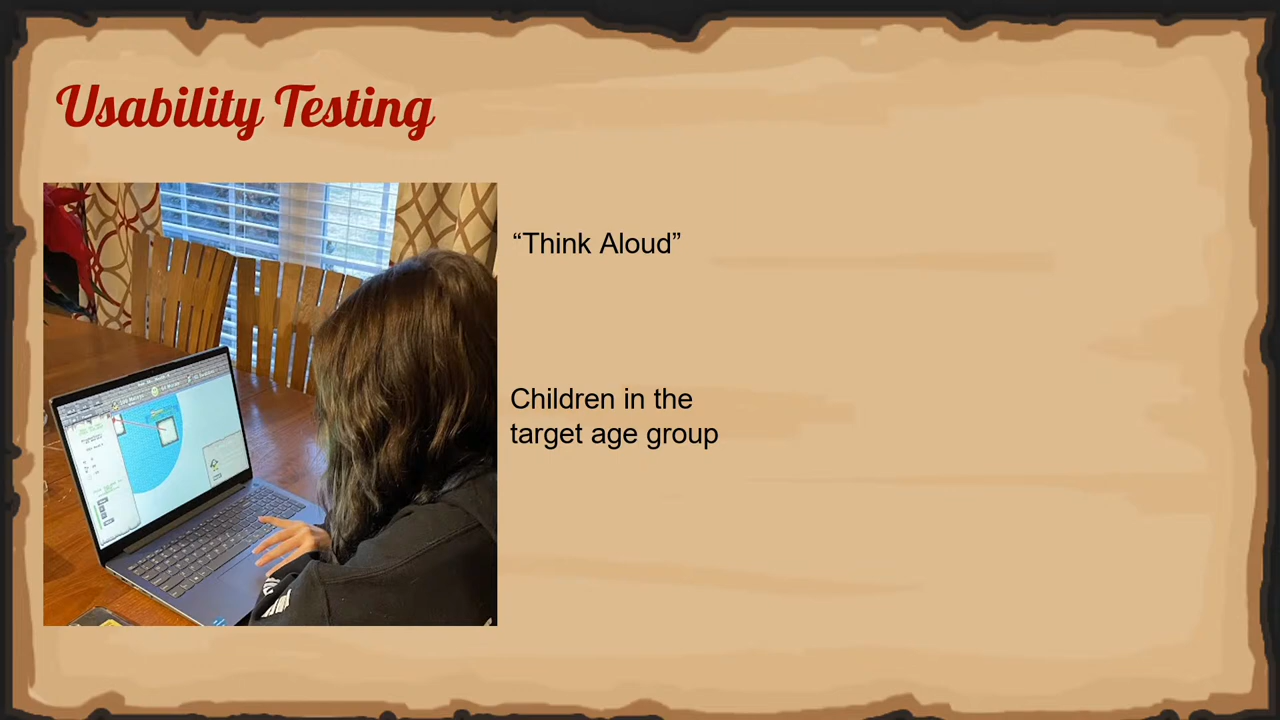 Usability Testing
“Think Aloud”
Children in the
target age group